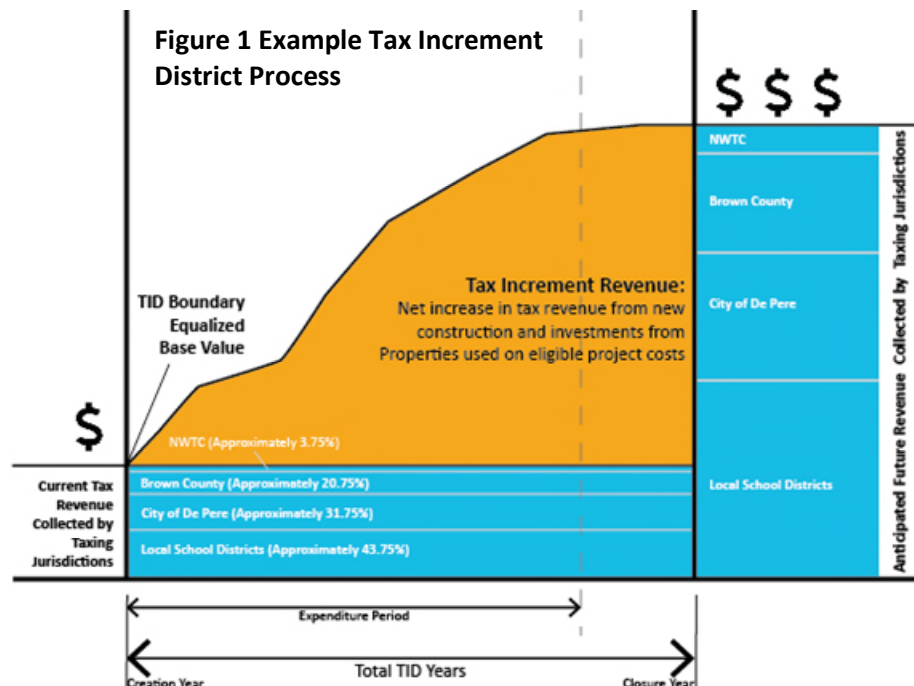 Figure 1 Example Tax Increment
District Process
$ $ $
TID Boundary
Equalized
Base Value
Tax Increment Revenue:
Net increase in tax revenue from new
construction and investments from
Properties used on eligible project costs
$
NWTC (Approximately 3.75%)
Brown County (Approximately 20.75%)
City of De Pere (Approximately 31.75%)
Local School Districts (Approximately 43.75%)
Current Tax
Revenue
Collected by
Taxing
Jurisdictions
NWTC
Brown County
City of De Pere
Local School Districts
Anticipated Future Revenue Collected by Taxing Jurisdictions
Expenditure Period
Total TID Years
Creation Year
Closure Year